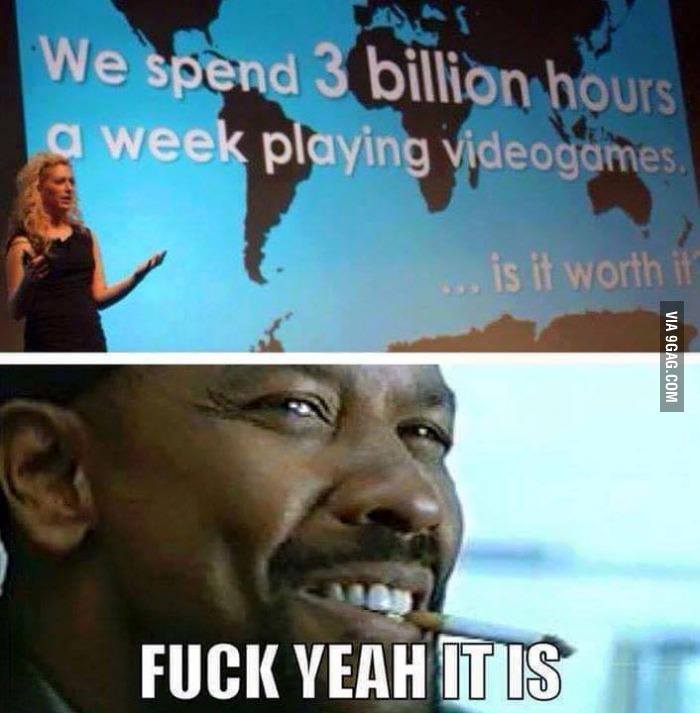 We spend 3 billion hours
a week playing videogames.
... is it worth it?
VIA 9GAG.COM
FUCK YEAH IT IS